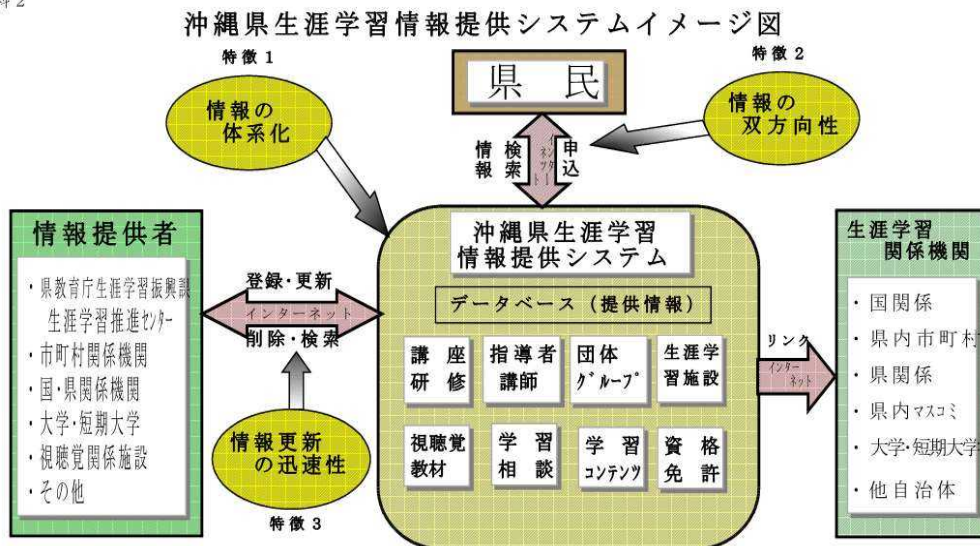 料２
沖縄県生涯学習情報提供システムイメージ図
特徴１
情報の
体系化
県　民
特徴２
情報の
双方向性
情報
検索
インターネット
申込
情報提供者
・県教育庁生涯学習振興課
生涯学習推進ｾﾝﾀｰ
・市町村関係機関
・国・県関係機関
・大学・短期大学
・視聴覚関係施設
・その他
登録・更新
インターネット
削除・検索
情報更新
の迅速性
特徴３
沖縄県生涯学習
情報提供システム
データベース（提供情報）
講　座
研　修
指導者
講師
団体
ｸﾞﾙｰﾌﾟ
生涯学
習施設
視聴覚
教材
学　習
相　談
学　習
ｺﾝﾃﾝﾂ
資　格
免　許
リンク
インターネット
生涯学習
関係機関
・国関係
・県内市町村
・県関係
・県内ﾏｽｺﾐ
・大学・短期大学
・他自治体